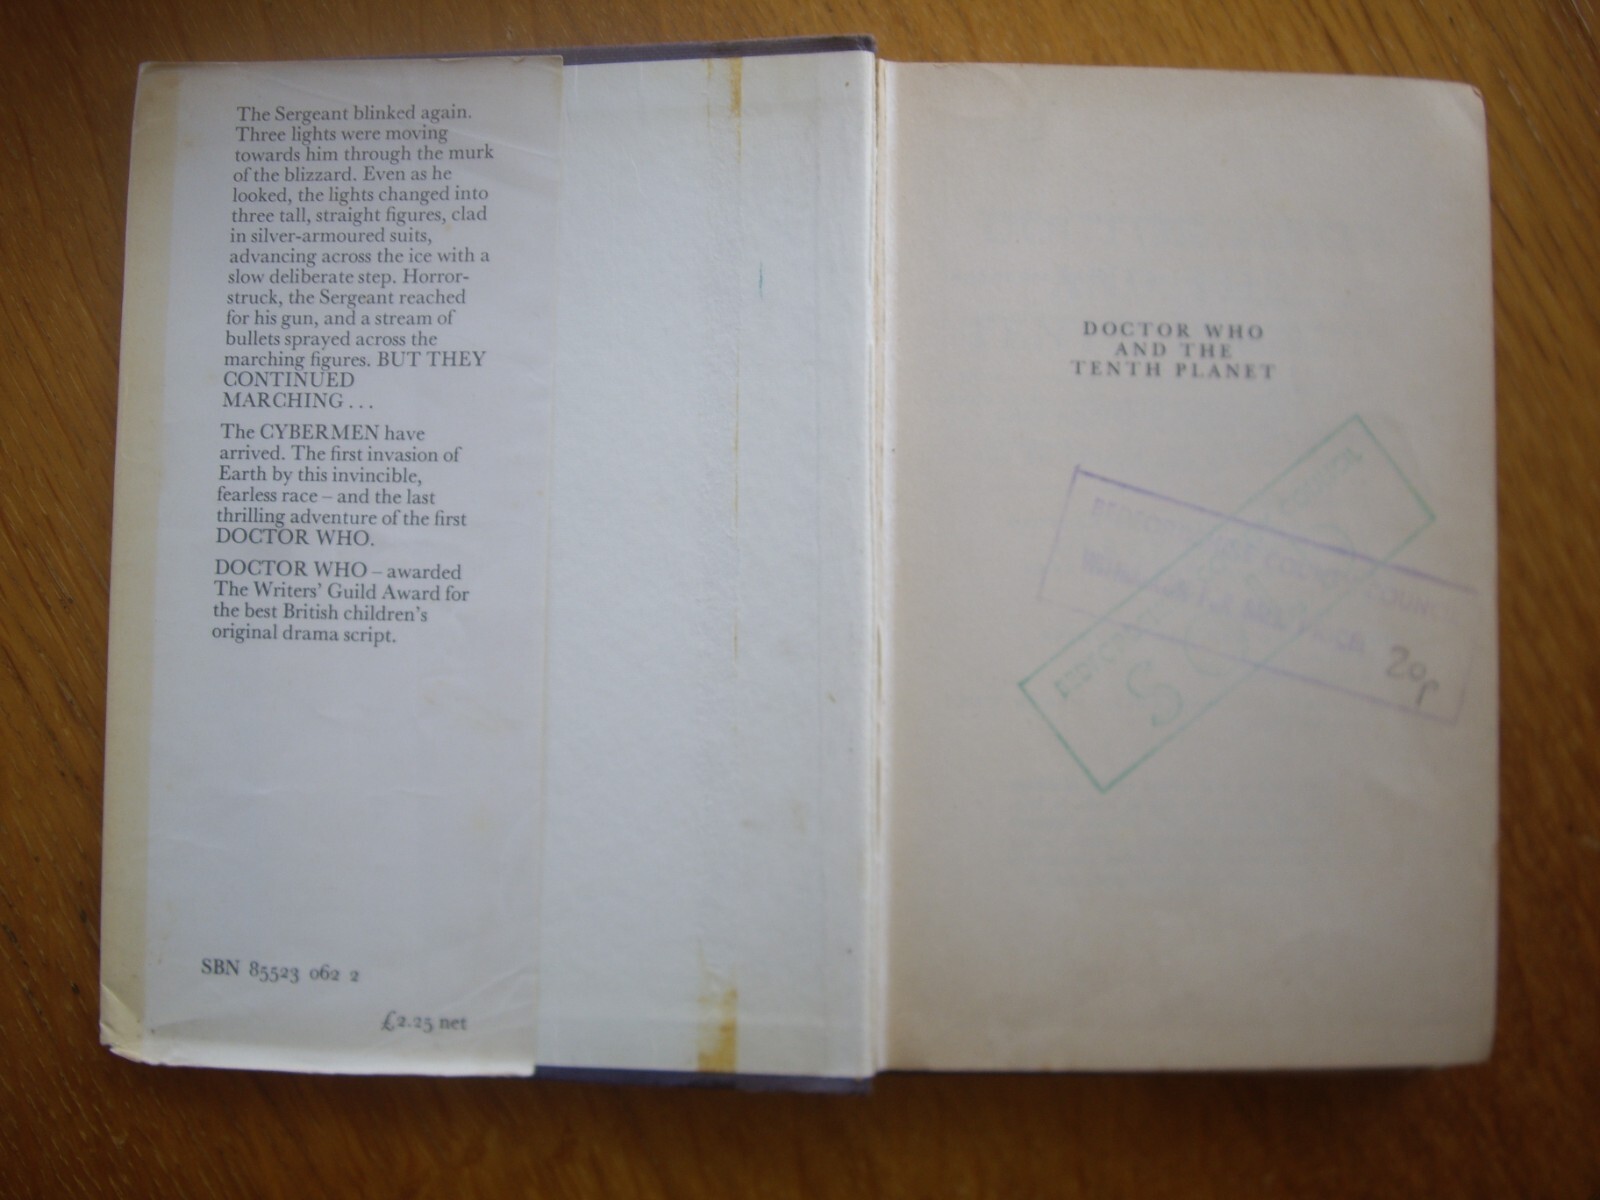 The Sergeant blinked again.
Three lights were moving
towards him through the murk
of the blizzard. Even as he
looked, the lights changed into
three tall, straight figures, clad
in silver-armoured suits,
advancing across the ice with a
slow deliberate step. Horror-
struck, the Sergeant reached
for his gun, and a stream of
bullets sprayed across the
marching figures. BUT THEY
CONTINUED
MARCHING . . .
The CYBERMEN have
arrived. The first invasion of
Earth by this invincible,
fearless race – and the last
thrilling adventure of the first
DOCTOR WHO.
DOCTOR WHO – awarded
The Writers' Guild Award for
the best British children's
original drama script.
SBN 85523 062 2
£2.25 net
DOCTOR WHO
AND THE
TENTH PLANET
COUNTY COUNCIL
20p